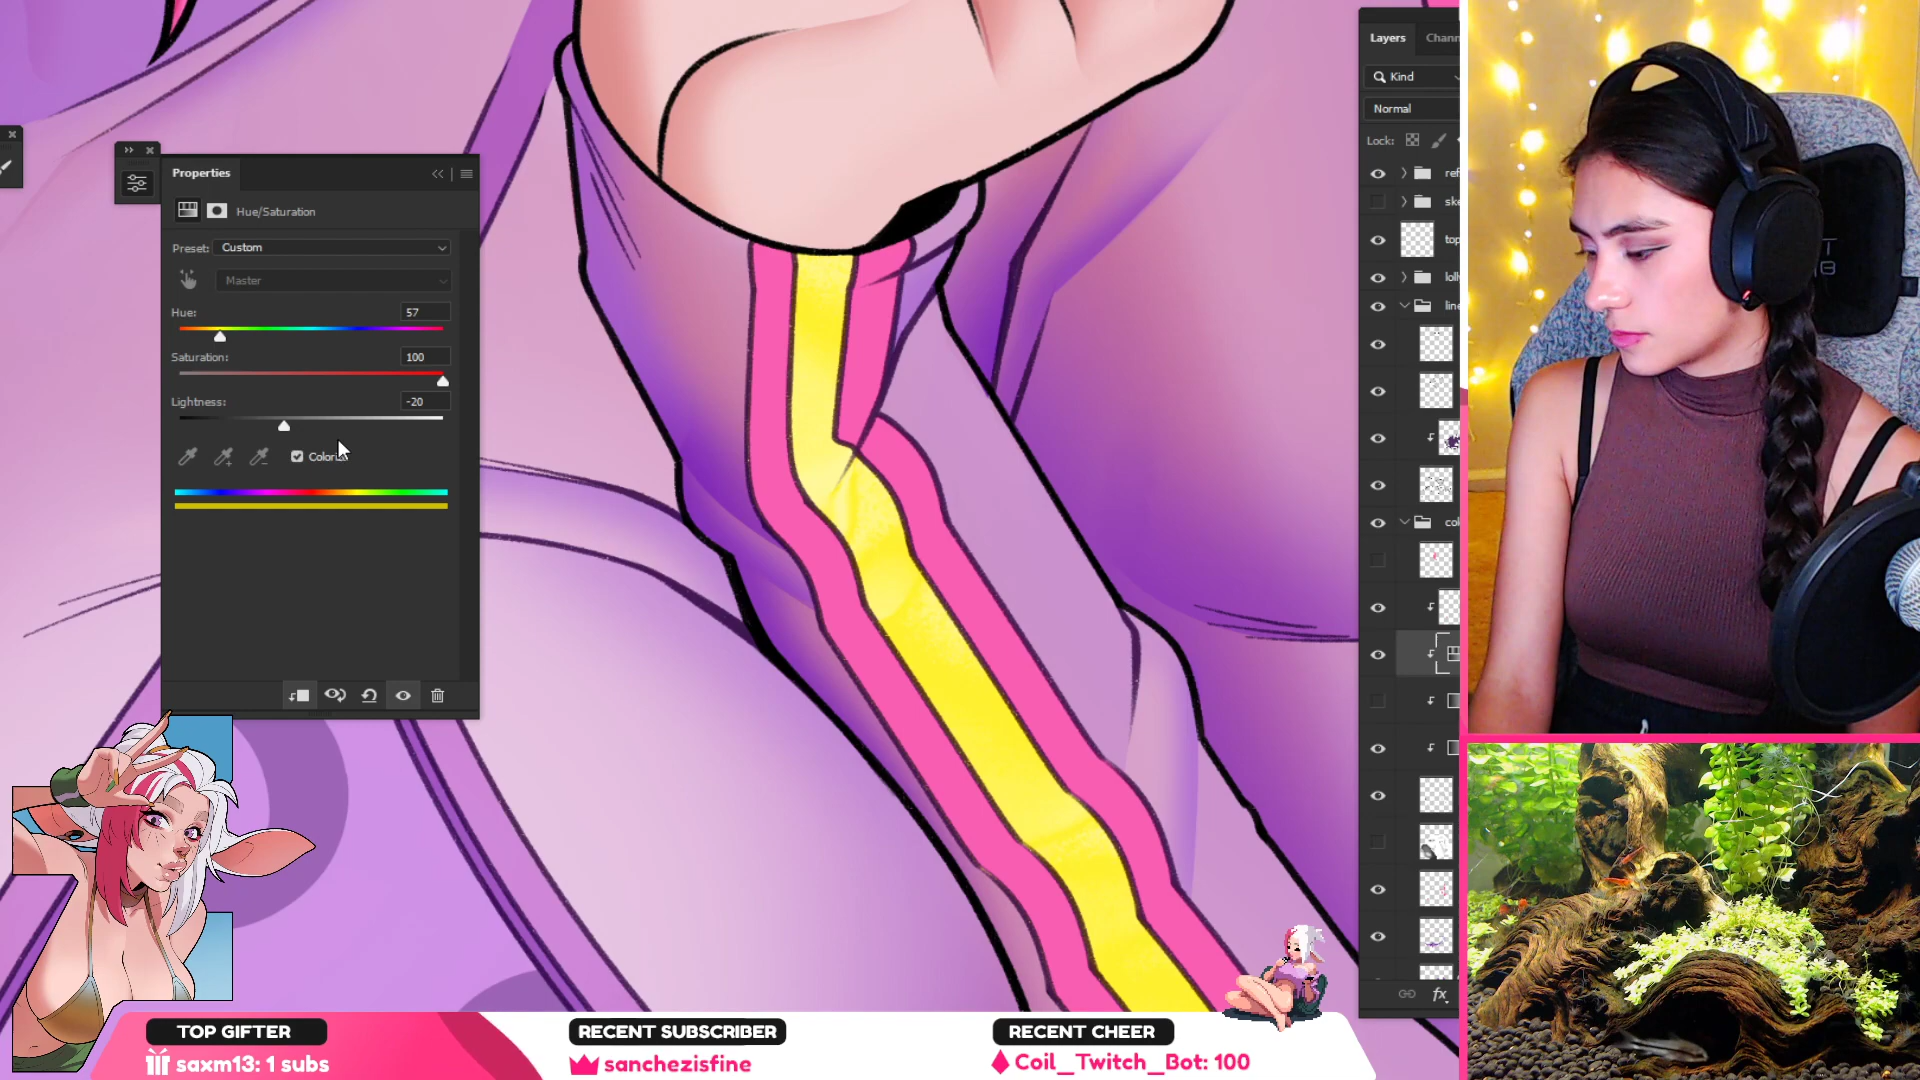 Properties
Hue/Saturation
Preset: Custom
Master
Hue: 57
Saturation: 100
Lightness: -20
Layers
Kind
Normal
Lock:
TOP GIFTER
saxm13: 1 subs
RECENT SUBSCRIBER
sanchezisfine
RECENT CHEER
Coil_Twitch_Bot: 100
fx